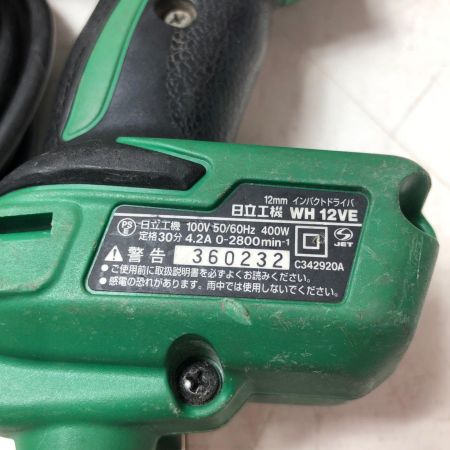 12mm インパクトドライバ
日立工機 WH 12VE
PS 日立工機 100V 50/60Hz 400W
定格30分 4.2A 0-2800min-1
JET
警告 360232 C342920A
●ご使用前に取扱説明書を必ずよくお読みください。
●感電の恐れがあります。雨中では使用しないでください。